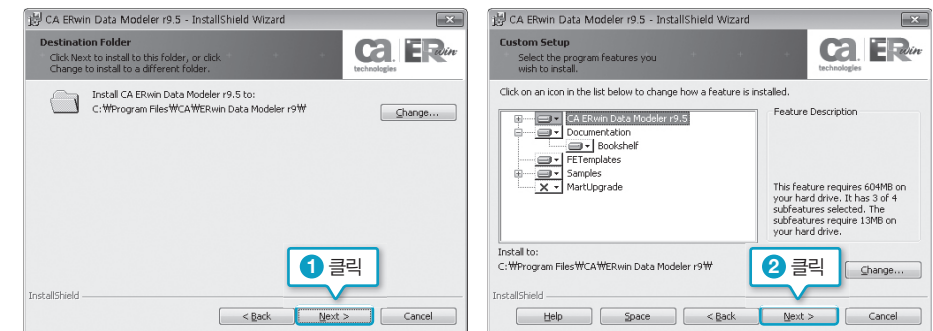 CA ERwin Data Modeler r9.5 - InstallShield Wizard
Destination Folder
Click Next to install to this folder, or click
Change to install to a different folder.
ca
technologies
ERwin
Install CA ERwin Data Modeler r9.5 to:
C:₩Program Files₩CA₩ERwin Data Modeler r9₩
Change...
1 클릭
InstallShield
< Back
Next >
Cancel
CA ERwin Data Modeler r9.5 - InstallShield Wizard
Custom Setup
Select the program features you
wish to install.
ca
technologies
ERwin
Click on an icon in the list below to change how a feature is installed.
CA ERwin Data Modeler r9.5
Documentation
Bookshelf
FETemplates
Samples
MartUpgrade
Feature Description
This feature requires 604MB on
your hard drive. It has 3 of 4
subfeatures selected. The
subfeatures require 13MB on
your hard drive.
Install to:
C:₩Program Files₩CA₩ERwin Data Modeler r9₩
2 클릭
Change...
InstallShield
Help
Space
< Back
Next >
Cancel